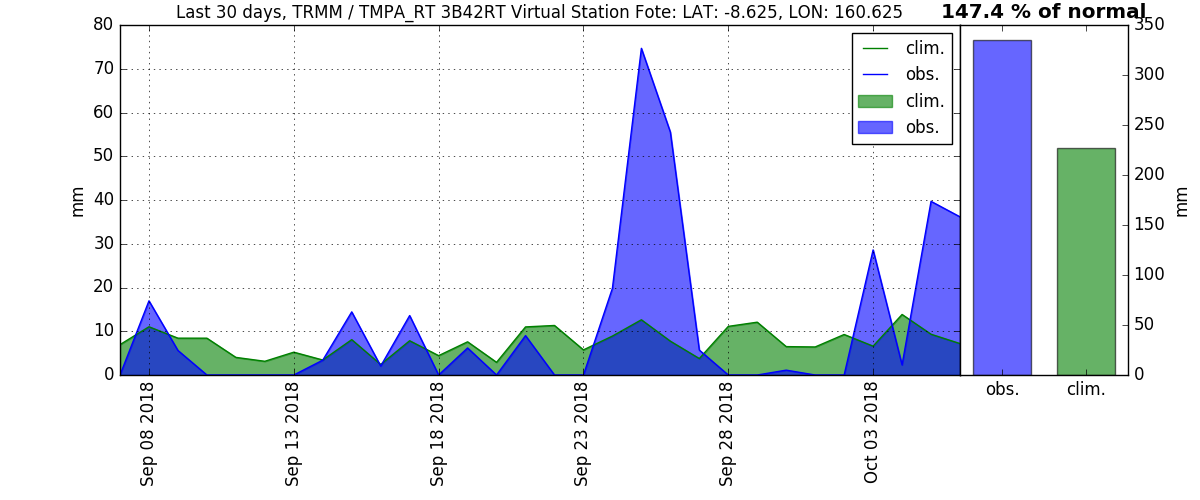 Last 30 days, TRMM / TMPA_RT 3B42RT Virtual Station Fote: LAT: -8.625, LON: 160.625
147.4 % of normal
80
70
60
50
40
30
20
10
0
mm
clim.
obs.
clim.
obs.
Sep 08 2018
Sep 13 2018
Sep 18 2018
Sep 23 2018
Sep 28 2018
Oct 03 2018
350
300
250
200
150
100
50
0
mm
obs.
clim.